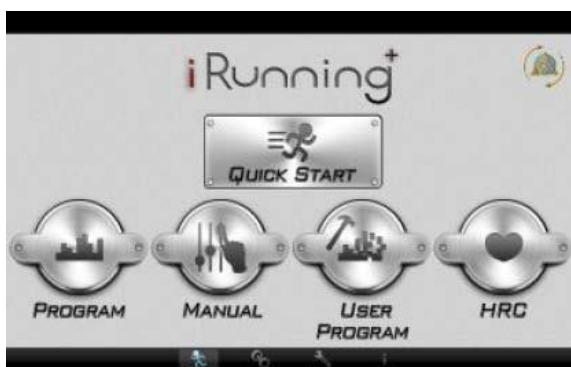 iRunning+
QUICK START
PROGRAM
MANUAL
USER
PROGRAM
HRC